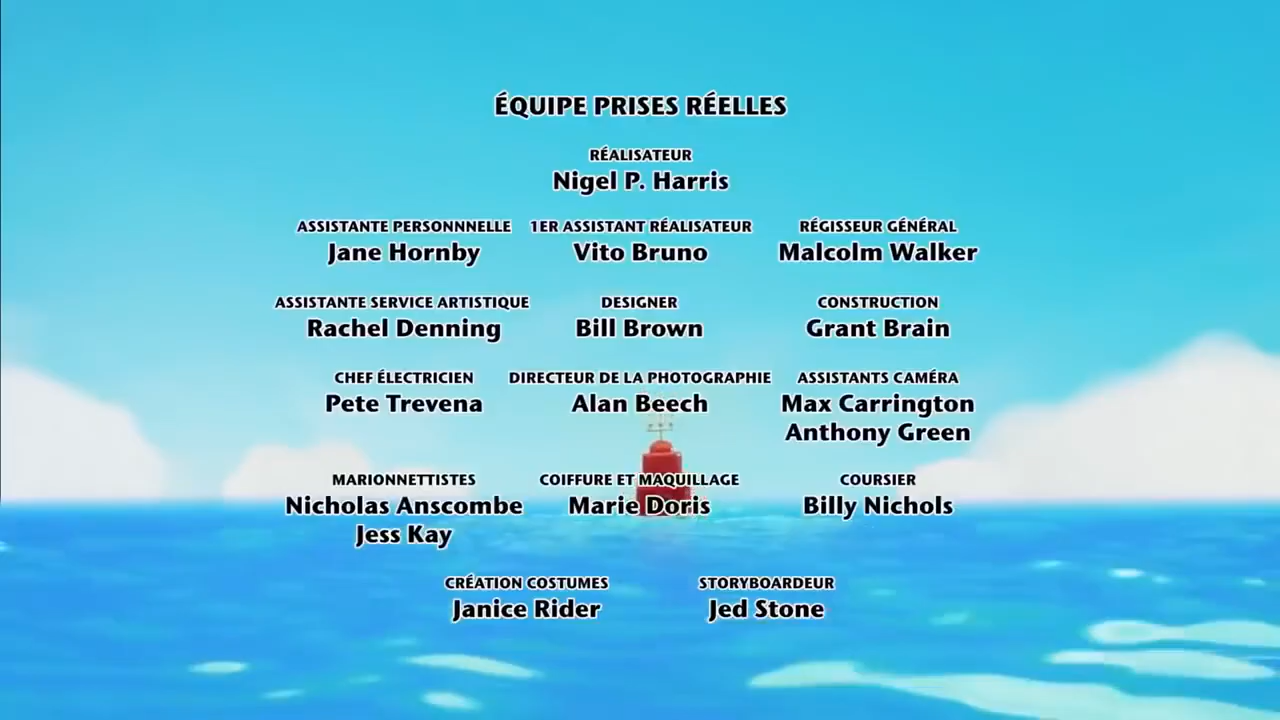 ÉQUIPE PRISES RÉELLES
RÉALISATEUR
Nigel P. Harris
ASSISTANTE PERSONNNELLE 1ER ASSISTANT RÉALISATEUR RÉGISSEUR GÉNÉRAL
Jane Hornby Vito Bruno Malcolm Walker
ASSISTANTE SERVICE ARTISTIQUE DESIGNER CONSTRUCTION
Rachel Denning Bill Brown Grant Brain
CHEF ÉLECTRICIEN DIRECTEUR DE LA PHOTOGRAPHIE ASSISTANTS CAMÉRA
Pete Trevena Alan Beech Max Carrington
Anthony Green
MARIONNETTISTES COIFFURE ET MAQUILLAGE COURSIER
Nicholas Anscombe Marie Doris Billy Nichols
Jess Kay
CRÉATION COSTUMES STORYBOARDEUR
Janice Rider Jed Stone